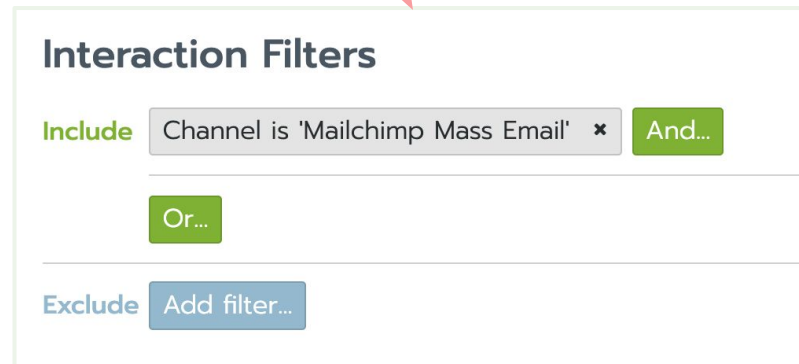 Interaction Filters
Include Channel is 'Mailchimp Mass Email' × And...
Or...
Exclude Add filter...